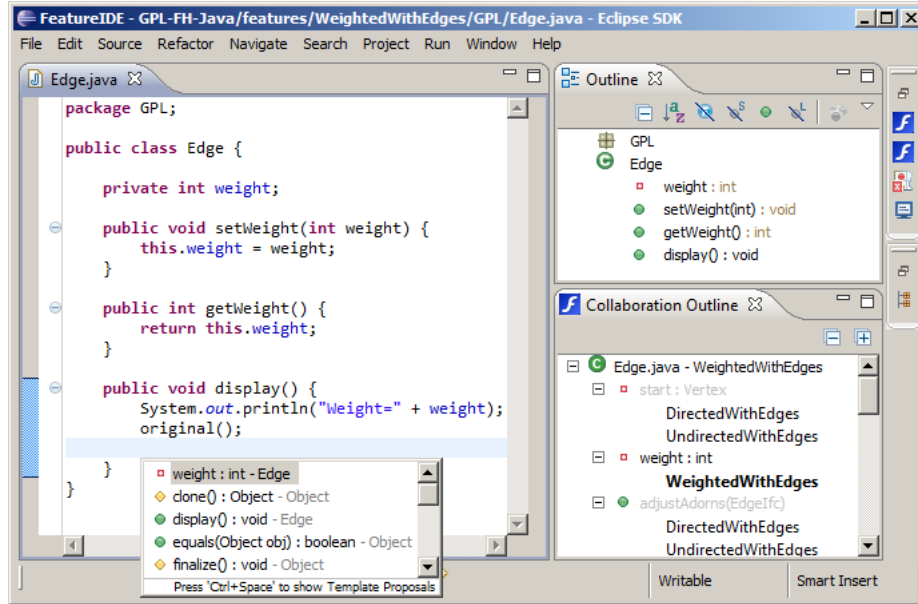 FeatureIDE - GPL-FH-Java/features/WeightedWithEdges/GPL/Edge.java - Eclipse SDK
File Edit Source Refactor Navigate Search Project Run Window Help
Edge.java
package GPL;
public class Edge {
private int weight;
public void setWeight(int weight) {
this.weight = weight;
}
public int getWeight() {
return this.weight;
}
public void display() {
System.out.println("Weight=" + weight);
original();
}
}
weight : int - Edge
clone() : Object - Object
display() : void - Edge
equals(Object obj) : boolean - Object
finalize() : void - Object
Press 'Ctrl+Space' to show Template Proposals
Outline
GPL
Edge
weight : int
setWeight(int) : void
getWeight() : int
display() : void
Collaboration Outline
Edge.java - WeightedWithEdges
start : Vertex
DirectedWithEdges
UndirectedWithEdges
weight : int
WeightedWithEdges
adjustAdorns(EdgeIfc)
DirectedWithEdges
UndirectedWithEdges
Writable Smart Insert